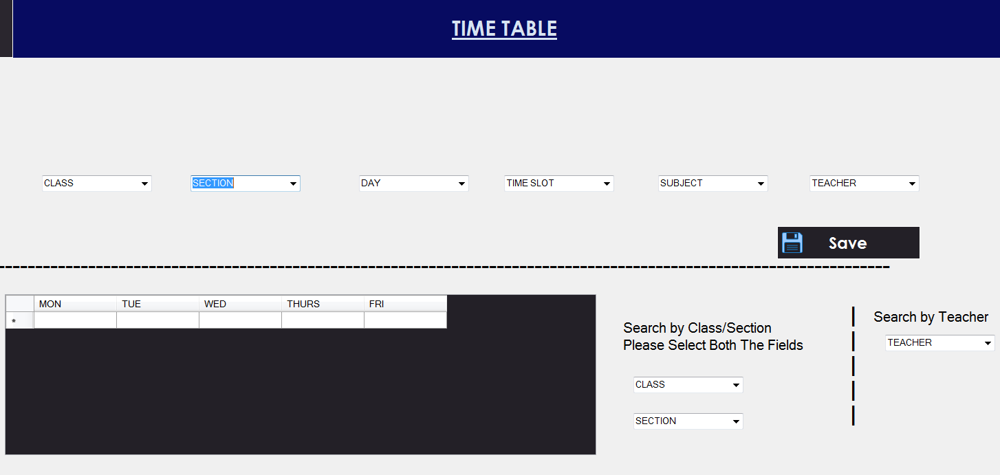 TIME TABLE
CLASS SECTION DAY TIME SLOT SUBJECT TEACHER
Save
MON TUE WED THURS FRI
*
Search by Class/Section
Please Select Both The Fields
CLASS
SECTION
Search by Teacher
TEACHER